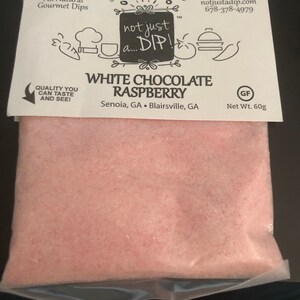 Gourmet Dips
notjustadip.com
678-378-4979
not just
a...DIP!
™
WHITE CHOCOLATE
RASPBERRY
QUALITY YOU
CAN TASTE
AND SEE!
Senoia, GA • Blairsville, GA
GF
Net Wt. 60g